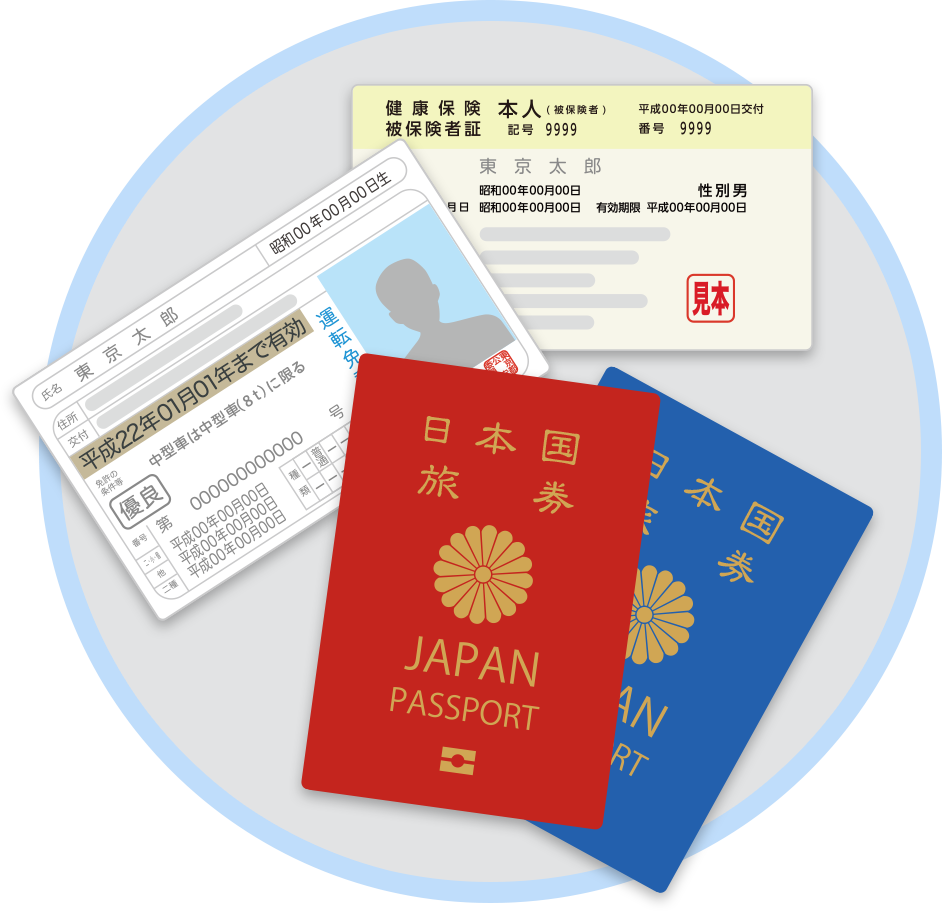 健康保険 本人(被保険者) 平成00年00月00日交付
被保険者証 記号 9999 番号 9999
東京太郎
昭和00年00月00日 性別男
月日 昭和00年00月00日 有効期限 平成00年00月00日
見本
氏名 東京太郎 昭和00年00月00日生
住所
交付
平成22年01月01年まで有効
免許の
条件等
中型車は中型車(8t)に限る
優良
運転免
番号 第 00000000000 号
平成00年00月00日
他 平成00年00月00日
二種 平成00年00月00日
種類
普通
日本国
旅券
JAPAN
PASSPORT
日本国
旅券
AN
RT